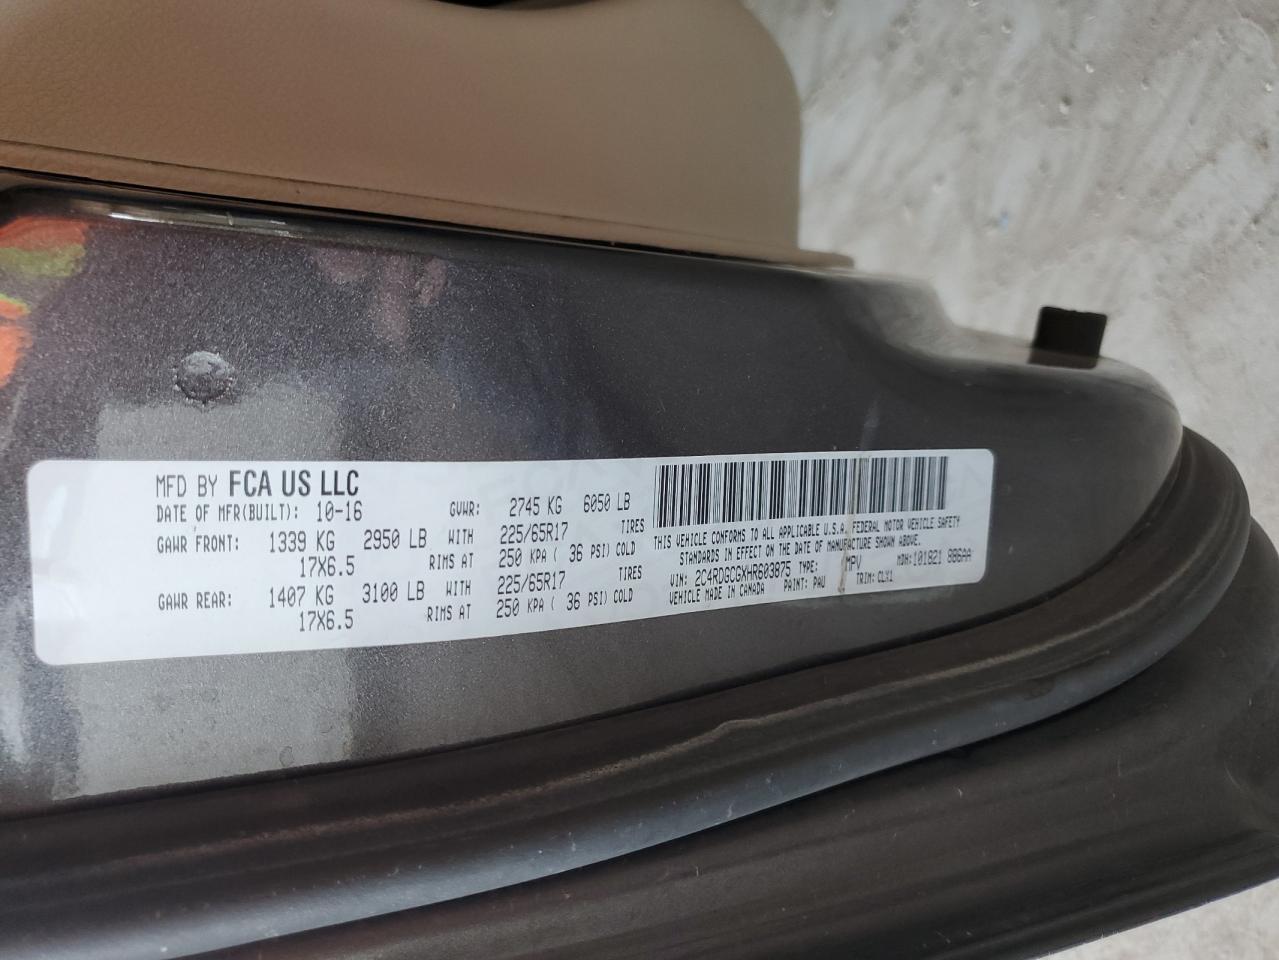 MFD BY FCA US LLC
DATE OF MFR(BUILT): 10-16 GVWR: 2745 KG 6050 LB
GAWR FRONT: 1339 KG 2950 LB WITH 225/65R17 TIRES
17X6.5 RIMS AT 250 KPA ( 36 PSI) COLD
GAWR REAR: 1407 KG 3100 LB WITH 225/65R17 TIRES
17X6.5 RIMS AT 250 KPA ( 36 PSI) COLD
THIS VEHICLE CONFORMS TO ALL APPLICABLE U.S.A. FEDERAL MOTOR VEHICLE SAFETY
STANDARDS IN EFFECT ON THE DATE OF MANUFACTURE SHOWN ABOVE.
VIN: 2C4RDGCGXHR603875 TYPE: MPV MDH:101821 886AA
VEHICLE MADE IN CANADA PAINT: PAU TRIM: CLX1